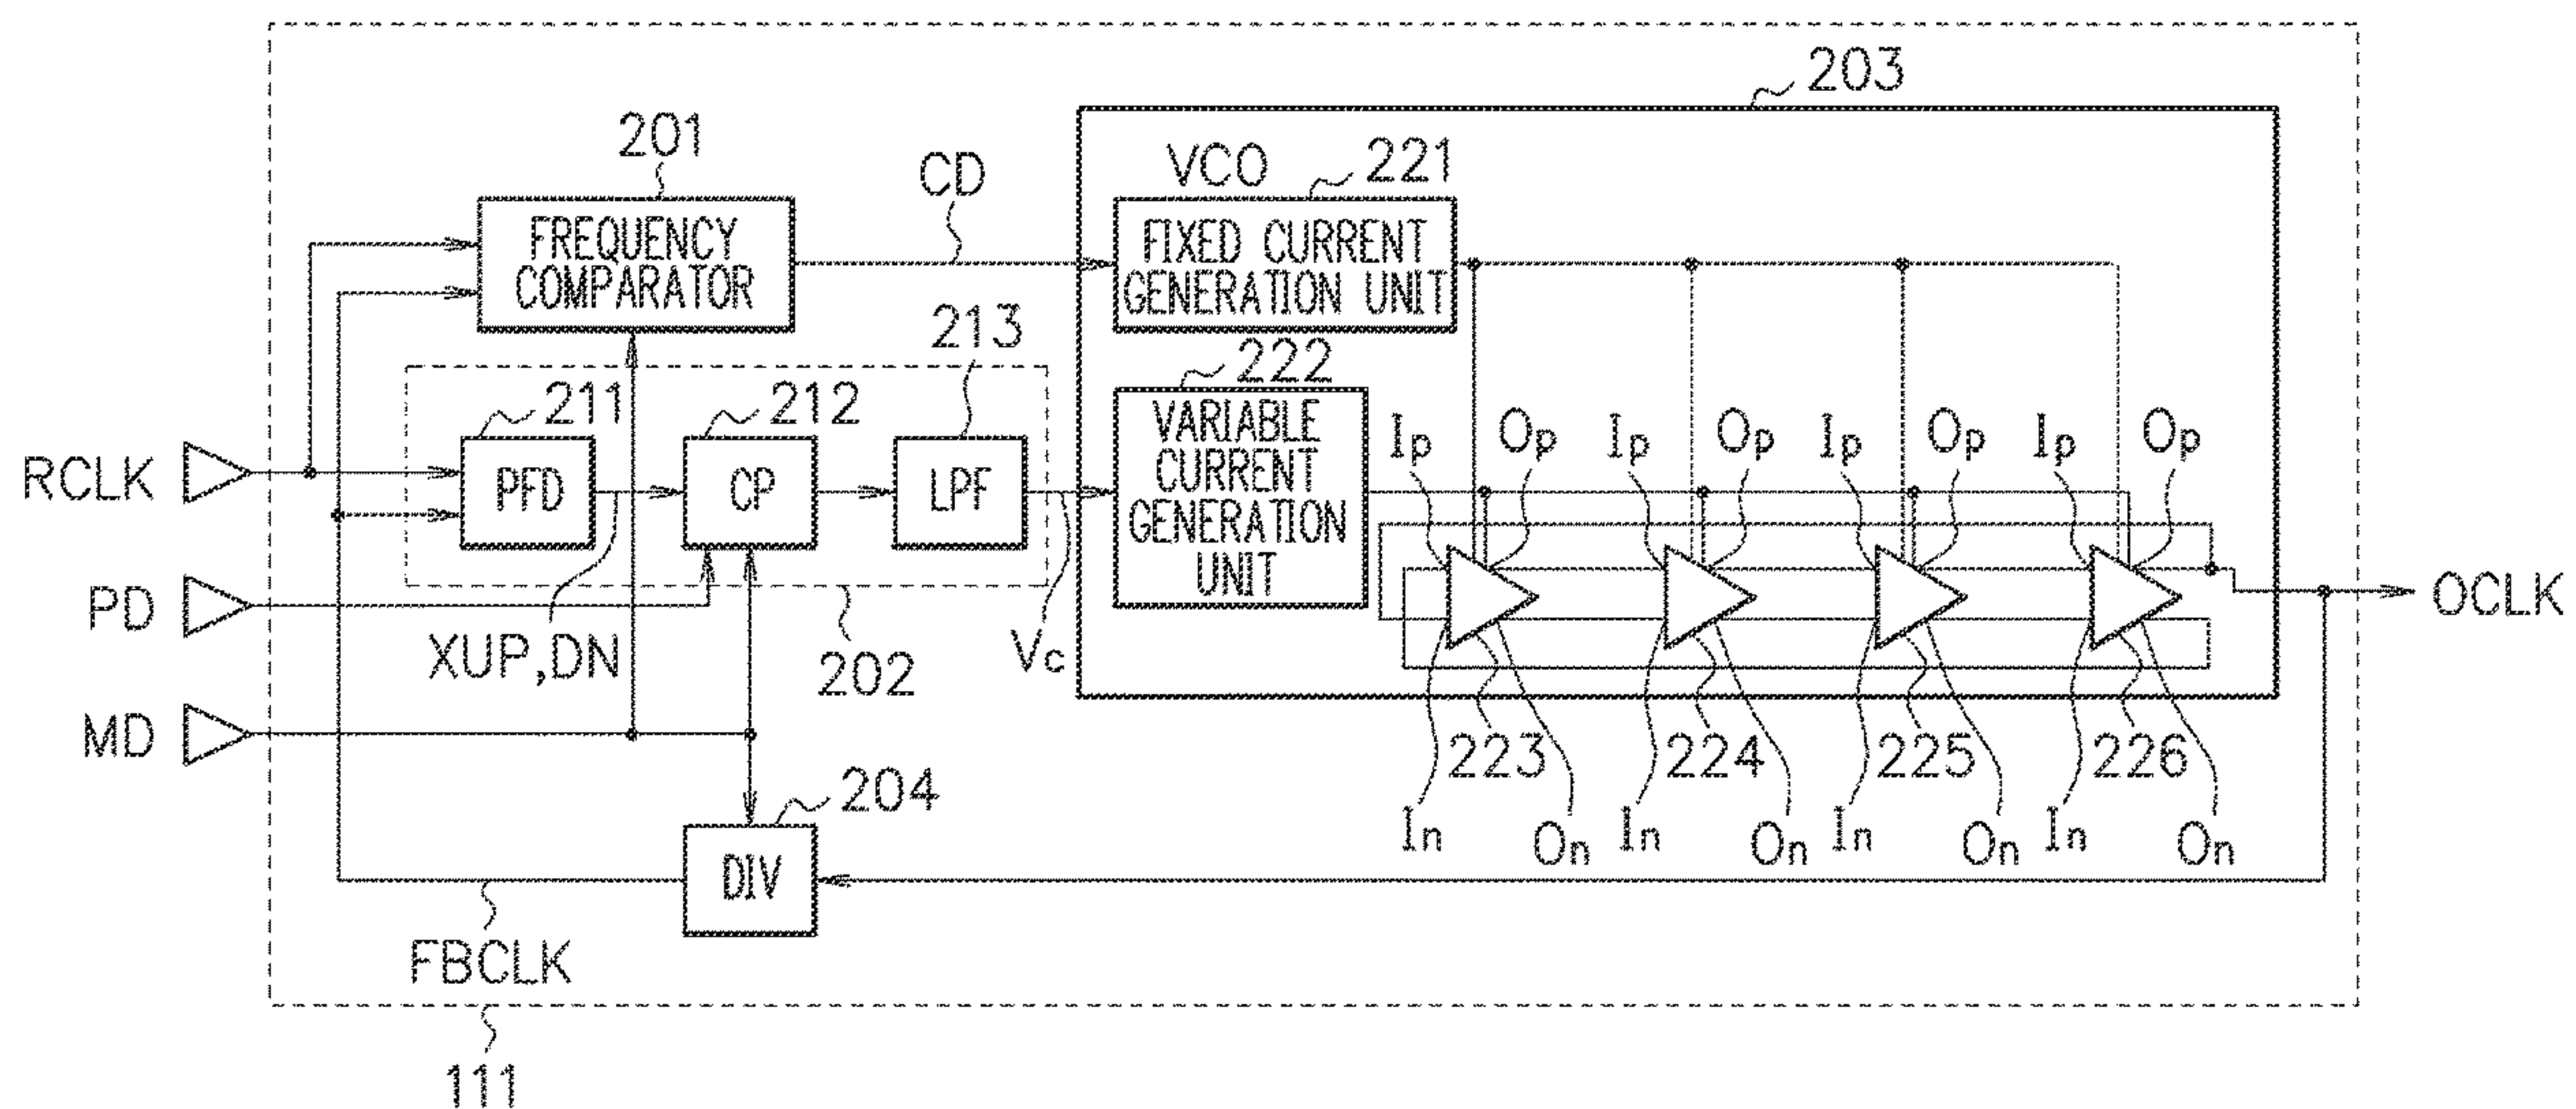 203
201
CD
VCO
221
FREQUENCY
COMPARATOR
FIXED CURRENT
GENERATION UNIT
213
222
211
212
VARIABLE
CURRENT
GENERATION
UNIT
Ip
Op
Ip
Op
Ip
Op
Ip
Op
RCLK
PFD
CP
LPF
PD
OCLK
XUP,DN
202
Vc
MD
223
224
225
226
204
In
On
In
On
In
On
In
On
DIV
FBCLK
111